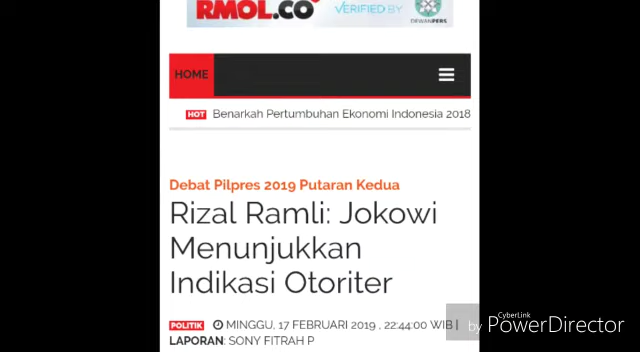 RMOL.CO
VERIFIED BY
DEWANPERS
HOME
HOT Benarkah Pertumbuhan Ekonomi Indonesia 2018
Debat Pilpres 2019 Putaran Kedua
Rizal Ramli: Jokowi
Menunjukkan
Indikasi Otoriter
POLITIK MINGGU, 17 FEBRUARI 2019 , 22:44:00 WIB |
LAPORAN: SONY FITRAH P
CyberLink
by PowerDirector